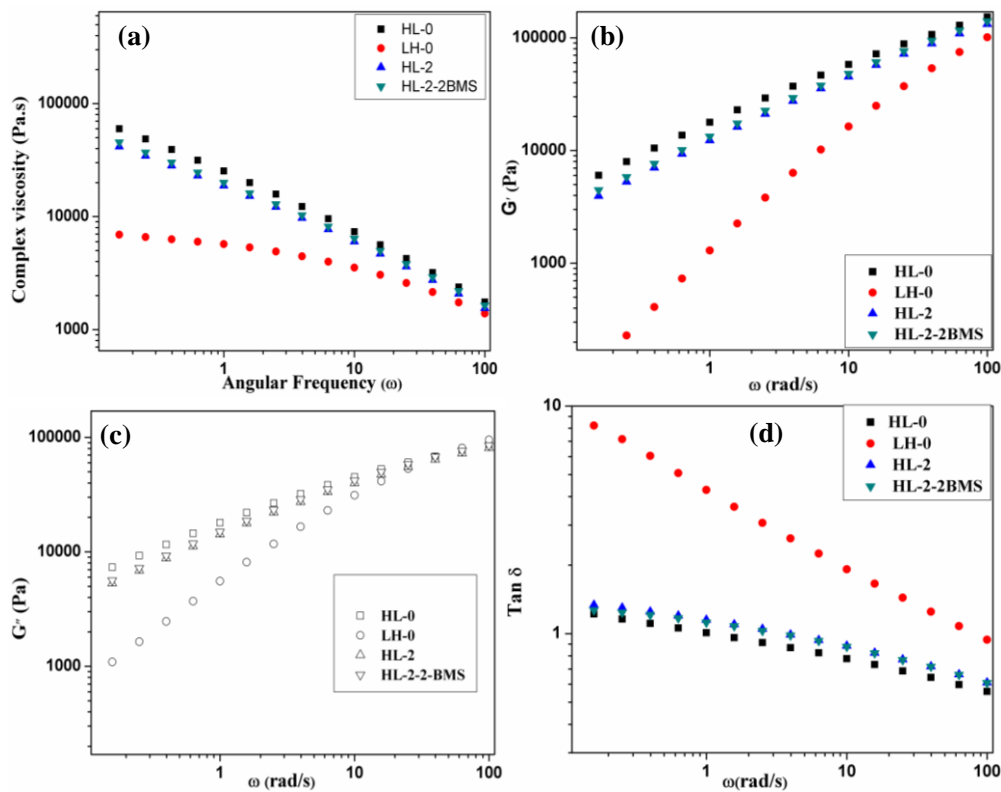 (a)
HL-0
LH-0
HL-2
HL-2-2BMS
100000
10000
1000
Complex viscosity (Pa.s)
1
10
100
Angular Frequency (ω)
(b)
100000
10000
1000
G' (Pa)
HL-0
LH-0
HL-2
HL-2-2BMS
1
10
100
ω (rad/s)
(c)
100000
10000
1000
G'' (Pa)
HL-0
LH-0
HL-2
HL-2-2-BMS
1
10
100
ω (rad/s)
(d)
HL-0
LH-0
HL-2
HL-2-2BMS
10
1
Tan δ
1
10
100
ω(rad/s)